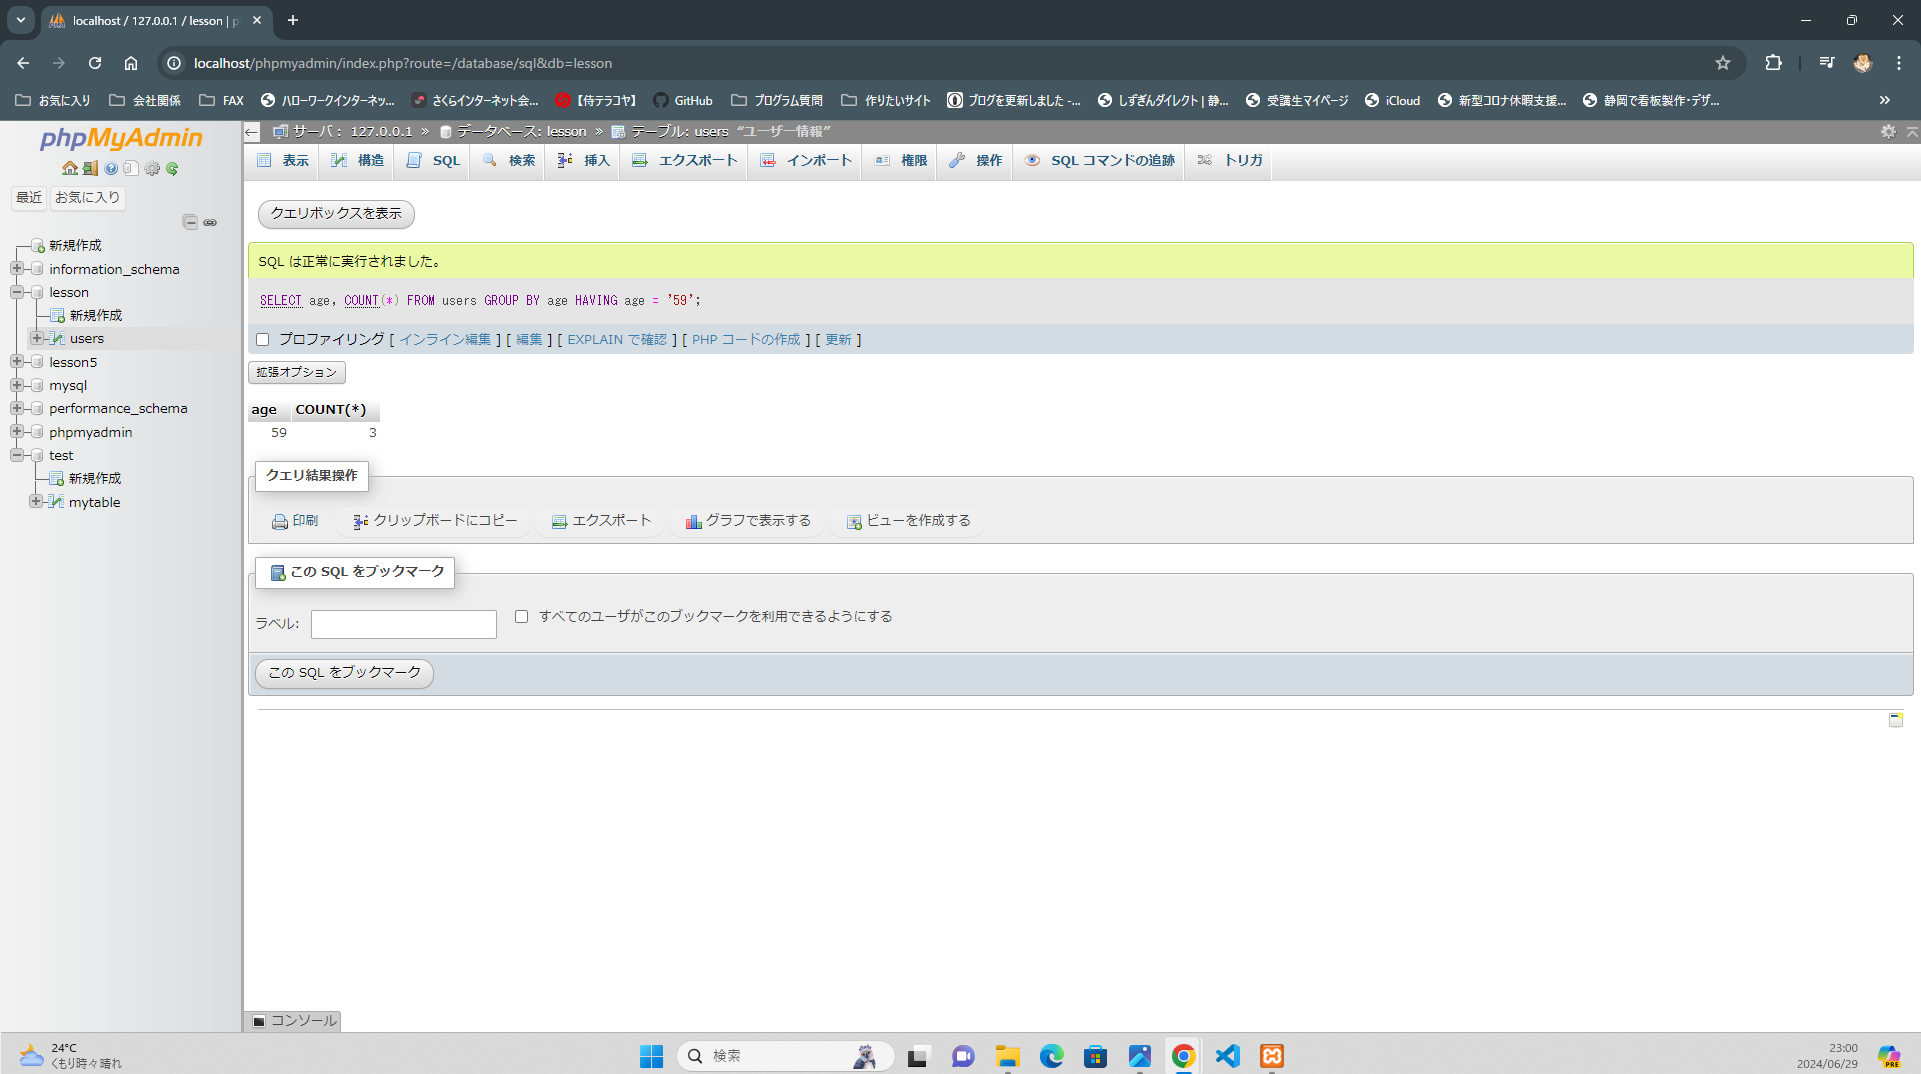 localhost / 127.0.0.1 / lesson | p
localhost/phpmyadmin/index.php?route=/database/sql&db=lesson
お気に入り 会社関係 FAX ハローワークインターネッ... さくらインターネット会... 【侍テラコヤ】 GitHub プログラム質問 作りたいサイト ブログを更新しました -... しずぎんダイレクト | 静... 受講生マイページ iCloud 新型コロナ休暇支援... 静岡で看板製作・デザ...
phpMyAdmin
最近 お気に入り
新規作成
information_schema
lesson
新規作成
users
lesson5
mysql
performance_schema
phpmyadmin
test
新規作成
mytable
サーバ: 127.0.0.1 » データベース: lesson » テーブル: users “ユーザー情報”
表示 構造 SQL 検索 挿入 エクスポート インポート 権限 操作 SQL コマンドの追跡 トリガ
クエリボックスを表示
SQL は正常に実行されました。
SELECT age, COUNT(*) FROM users GROUP BY age HAVING age = '59';
プロファイリング [ インライン編集 ] [ 編集 ] [ EXPLAIN で確認 ] [ PHP コードの作成 ] [ 更新 ]
拡張オプション
age COUNT(*)
59 3
クエリ結果操作
印刷 クリップボードにコピー エクスポート グラフで表示する ビューを作成する
この SQL をブックマーク
ラベル: すべてのユーザがこのブックマークを利用できるようにする
この SQL をブックマーク
コンソール
24°C
くもり時々晴れ
検索
23:00
2024/06/29
PRE